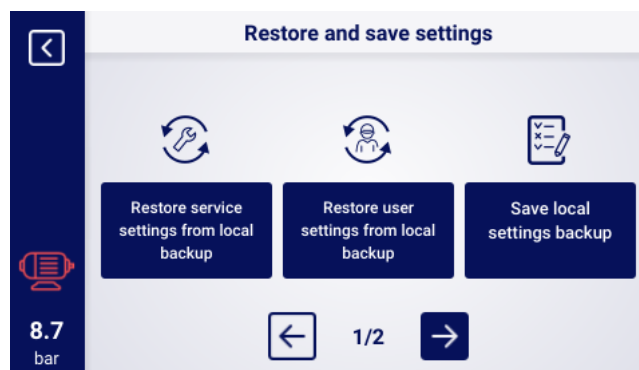 Restore and save settings
Restore service
settings from local
backup
Restore user
settings from local
backup
Save local
settings backup
8.7
bar
1/2